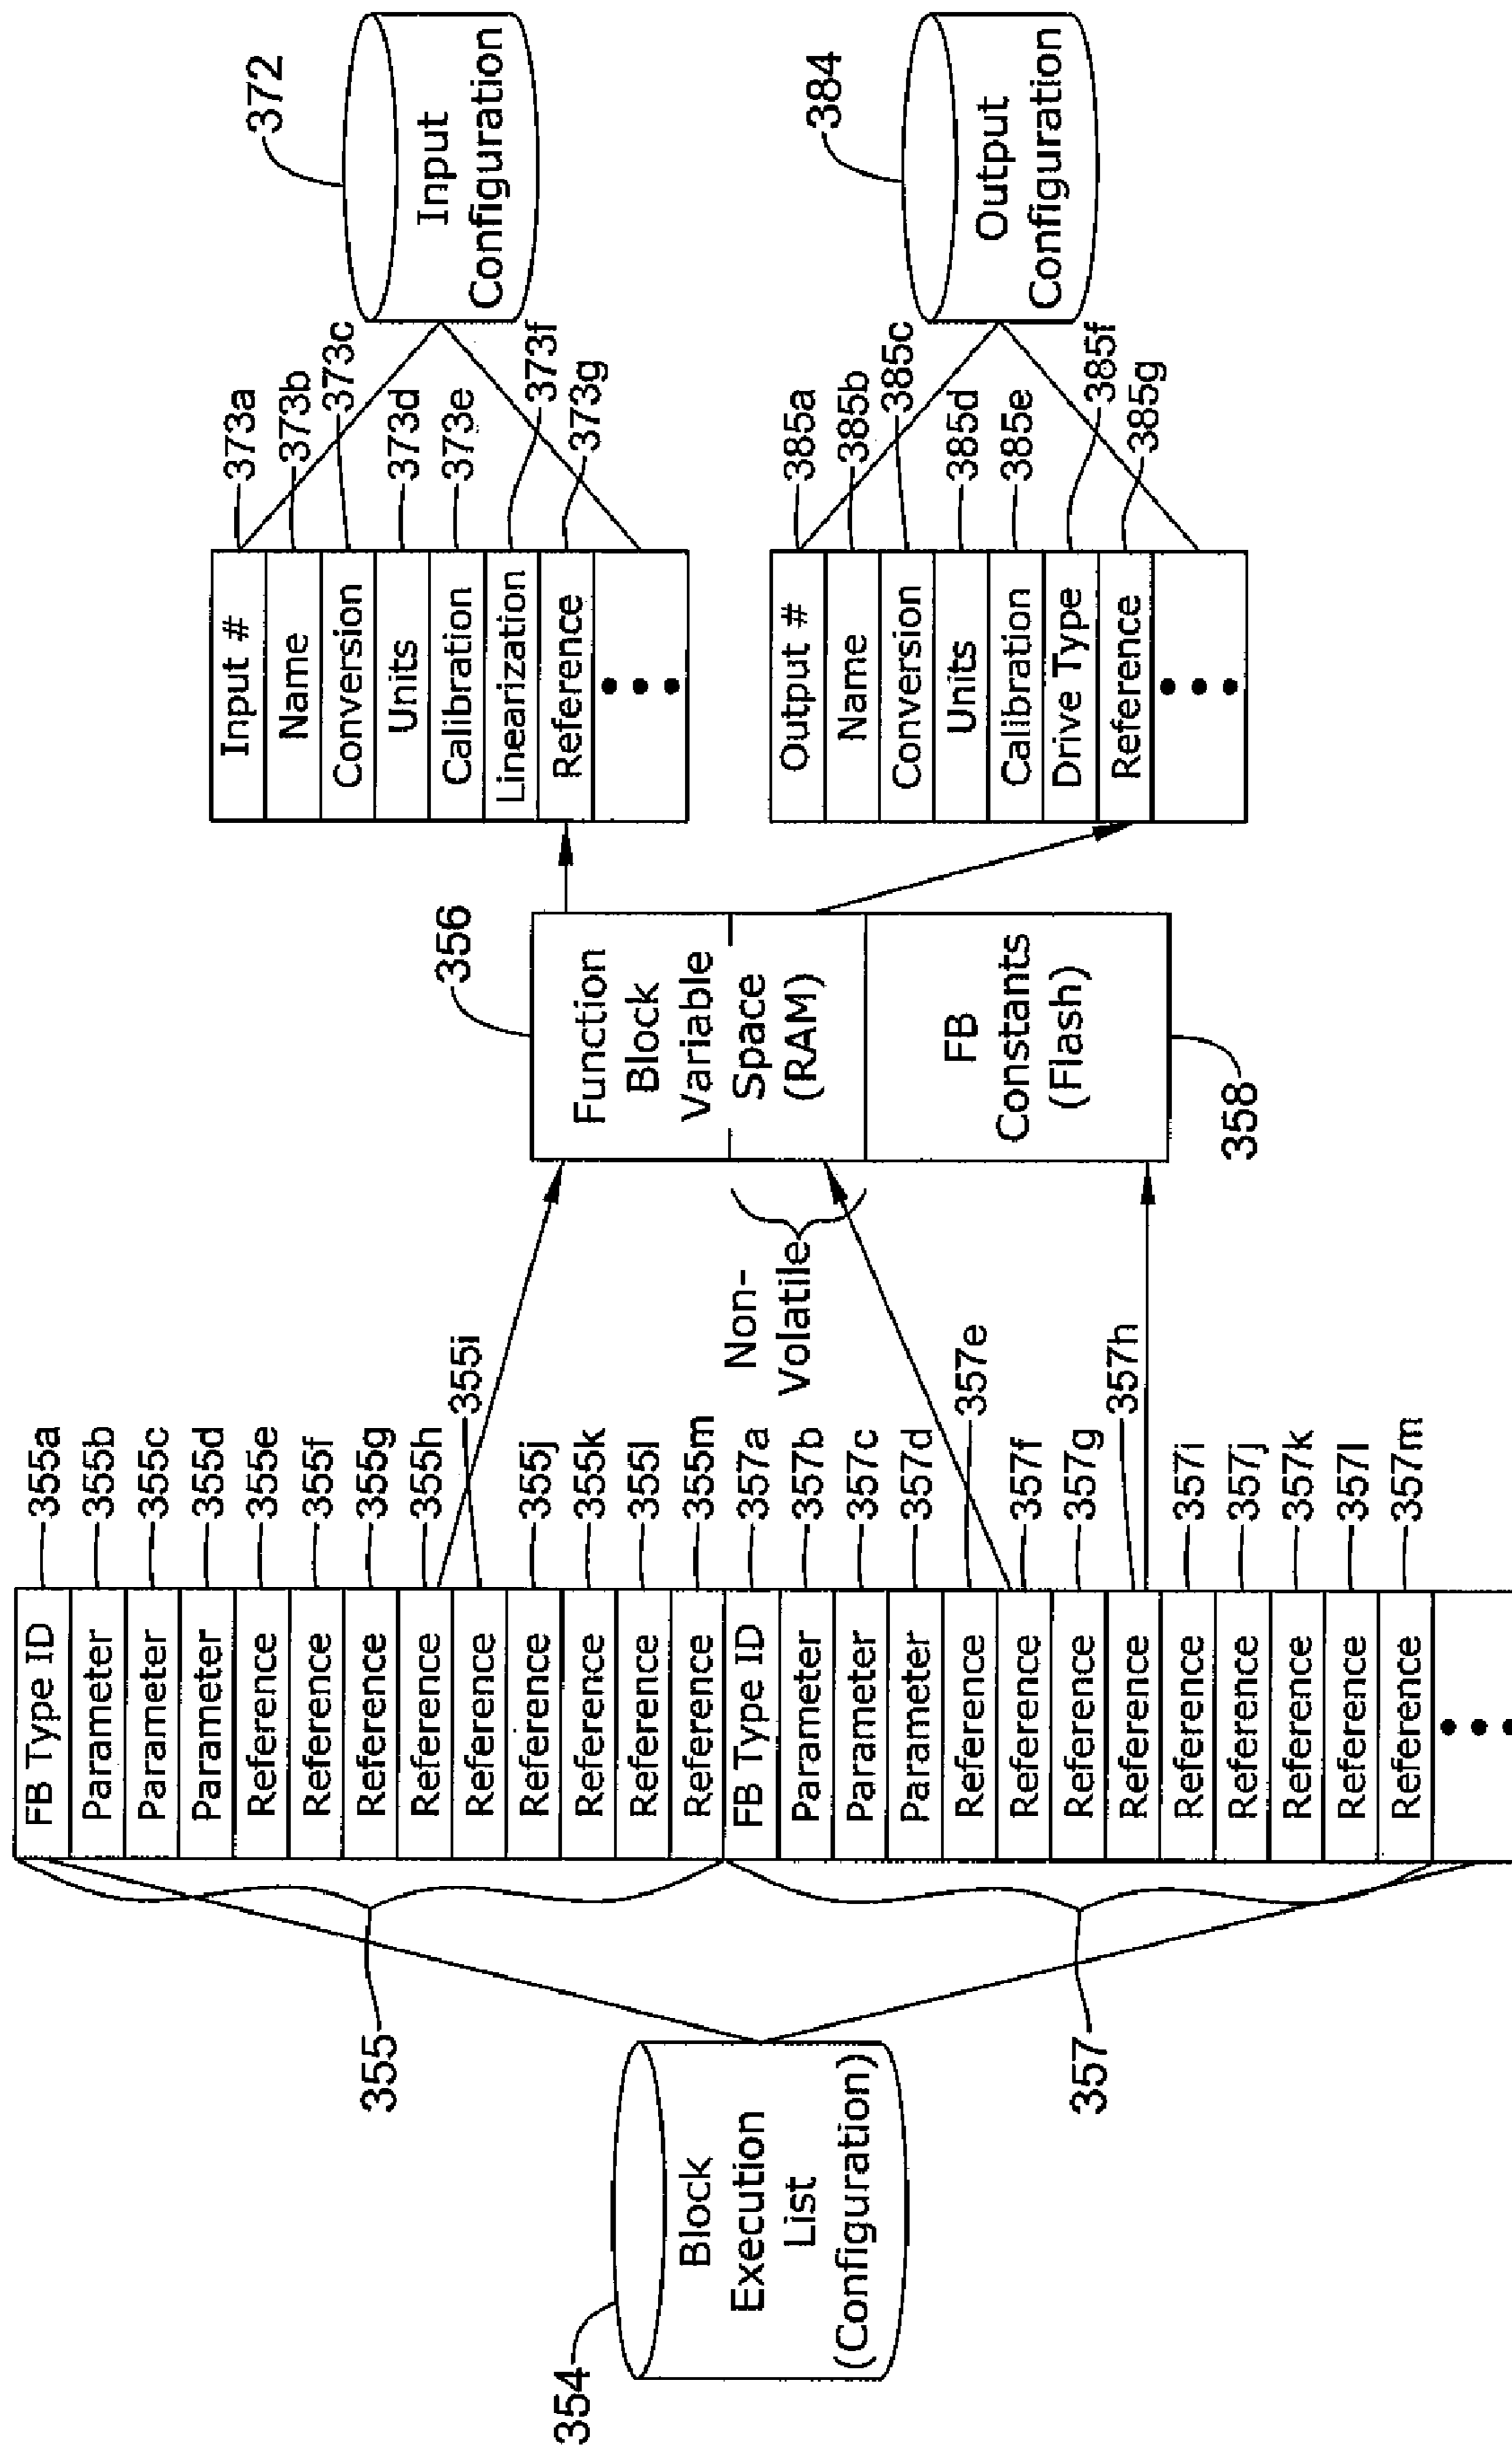 354
Block
Execution
List
(Configuration)
355
357
FB Type ID
Parameter
Parameter
Parameter
Reference
Reference
Reference
Reference
Reference
Reference
Reference
Reference
Reference
FB Type ID
Parameter
Parameter
Parameter
Reference
Reference
Reference
Reference
Reference
Reference
Reference
Reference
Reference
355a
355b
355c
355d
355e
355f
355g
355h
355i
355j
355k
355l
355m
357a
357b
357c
357d
357e
357f
357g
357h
357i
357j
357k
357l
357m
Non-
Volatile
356
Function
Block
Variable
Space
(RAM)
FB
Constants
(Flash)
358
Input #
Name
Conversion
Units
Calibration
Linearization
Reference
373a
373b
373c
373d
373e
373f
373g
372
Input
Configuration
Output #
Name
Conversion
Units
Calibration
Drive Type
Reference
385a
385b
385c
385d
385e
385f
385g
384
Output
Configuration